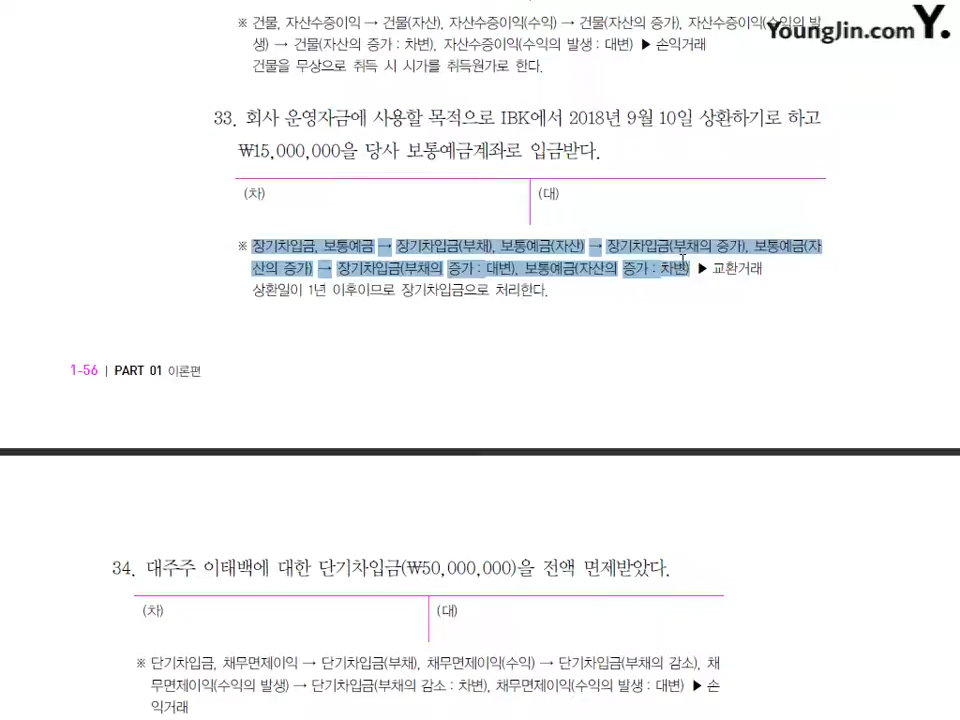 ※ 건물, 자산수증이익 → 건물(자산), 자산수증이익(수익) → 건물(자산의 증가), 자산수증이익(수익의 발
생) → 건물(자산의 증가 : 차변), 자산수증이익(수익의 발생 : 대변) ▶ 손익거래
건물을 무상으로 취득 시 시가를 취득원가로 한다.
YoungJin.com Y.
33. 회사 운영자금에 사용할 목적으로 IBK에서 2018년 9월 10일 상환하기로 하고
₩15,000,000을 당사 보통예금계좌로 입금받다.
(차) (대)
※ 장기차입금, 보통예금 → 장기차입금(부채), 보통예금(자산) → 장기차입금(부채의 증가), 보통예금(자
산의 증가) → 장기차입금(부채의 증가 : 대변), 보통예금(자산의 증가 : 차변) ▶ 교환거래
상환일이 1년 이후이므로 장기차입금으로 처리한다.
1-56 | PART 01 이론편
34. 대주주 이태백에 대한 단기차입금(₩50,000,000)을 전액 면제받았다.
(차) (대)
※ 단기차입금, 채무면제이익 → 단기차입금(부채), 채무면제이익(수익) → 단기차입금(부채의 감소), 채
무면제이익(수익의 발생) → 단기차입금(부채의 감소 : 차변), 채무면제이익(수익의 발생 : 대변) ▶ 손
익거래